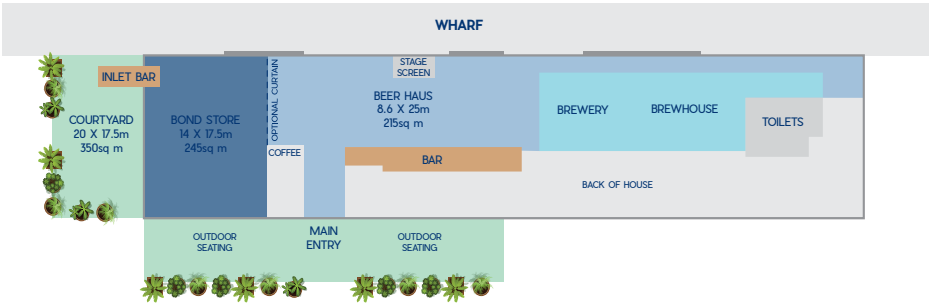 WHARF
INLET BAR
COURTYARD
20 X 17.5m
350sq m
BOND STORE
14 X 17.5m
245sq m
OPTIONAL CURTAIN
COFFEE
STAGE
SCREEN
BEER HAUS
8.6 X 25m
215sq m
BAR
BREWERY
BREWHOUSE
TOILETS
BACK OF HOUSE
OUTDOOR
SEATING
MAIN
ENTRY
OUTDOOR
SEATING